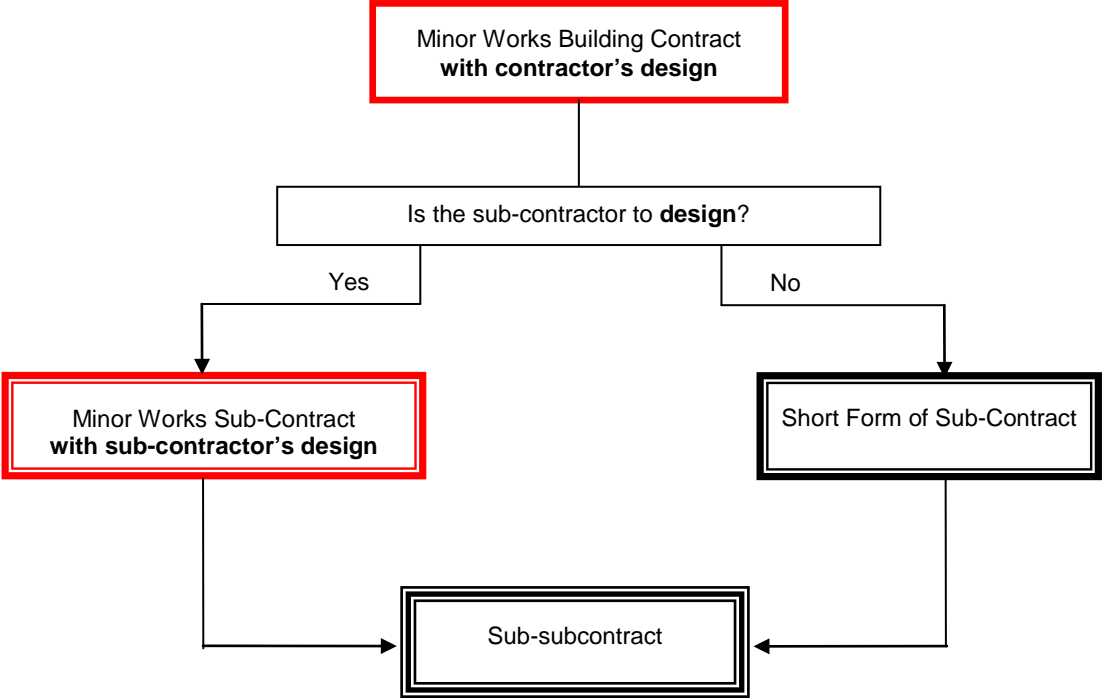 Minor Works Building Contract
with contractor's design
Is the sub-contractor to design?
Yes
No
Minor Works Sub-Contract
with sub-contractor's design
Short Form of Sub-Contract
Sub-subcontract